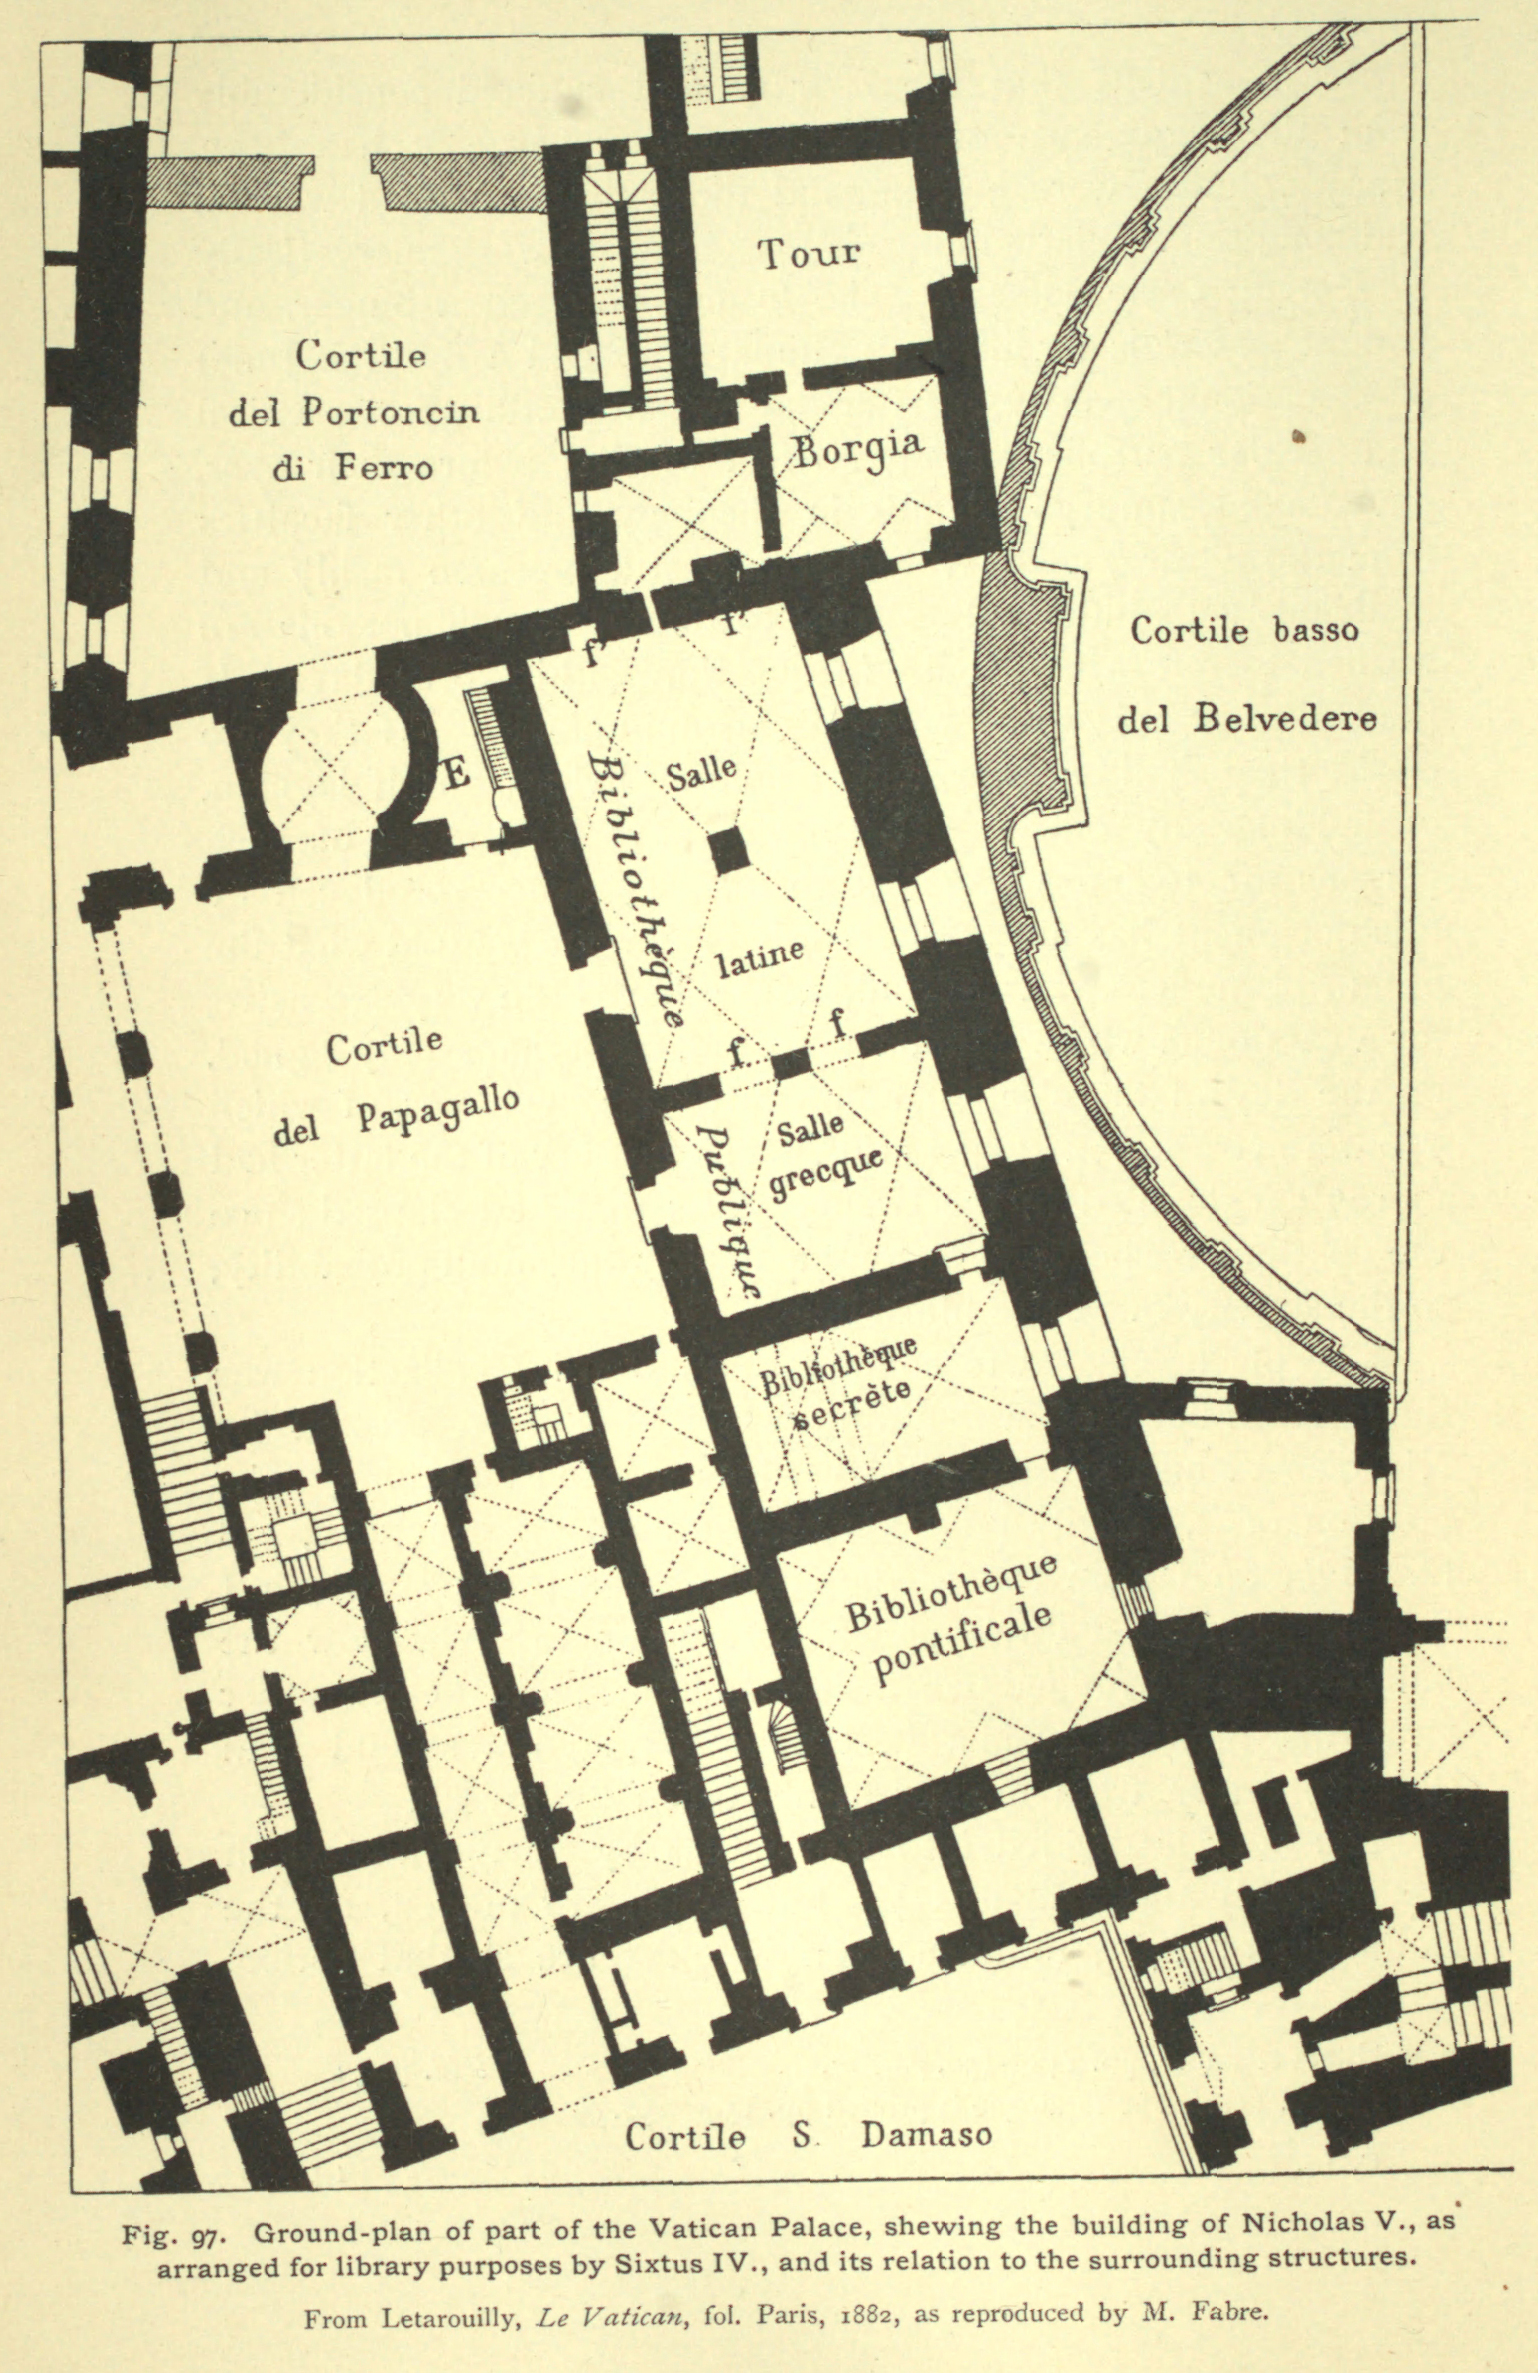 Tour
Cortile
del Portoncin
di Ferro
Borgia
Cortile basso
del Belvedere
f
f
E
Bibliothèque
Salle
latine
f
f
Cortile
del Papagallo
Publique
Salle
grecque
Bibliothèque
secrète
Bibliothèque
pontificale
Cortile S. Damaso
Fig. 97. Ground-plan of part of the Vatican Palace, shewing the building of Nicholas V., as
arranged for library purposes by Sixtus IV., and its relation to the surrounding structures.
From Letarouilly, Le Vatican, fol. Paris, 1882, as reproduced by M. Fabre.